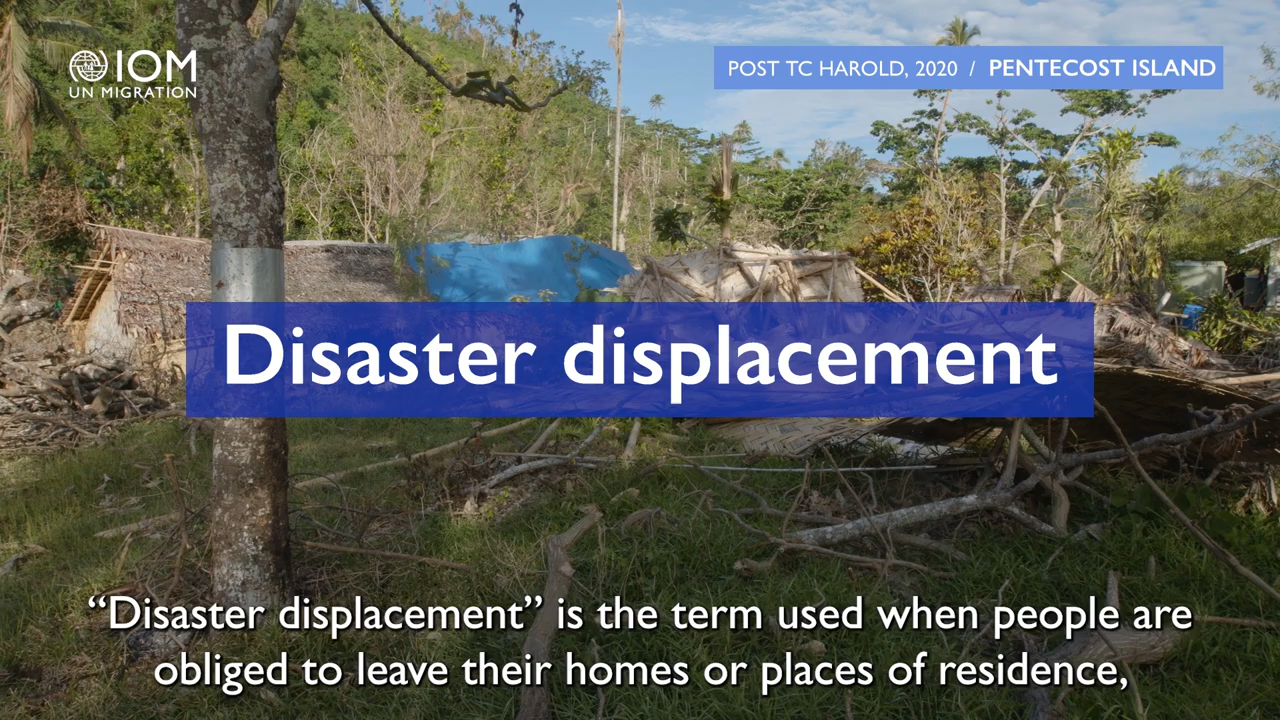 IOM
UN MIGRATION
POST TC HAROLD, 2020 / PENTECOST ISLAND
Disaster displacement
“Disaster displacement” is the term used when people are
obliged to leave their homes or places of residence,